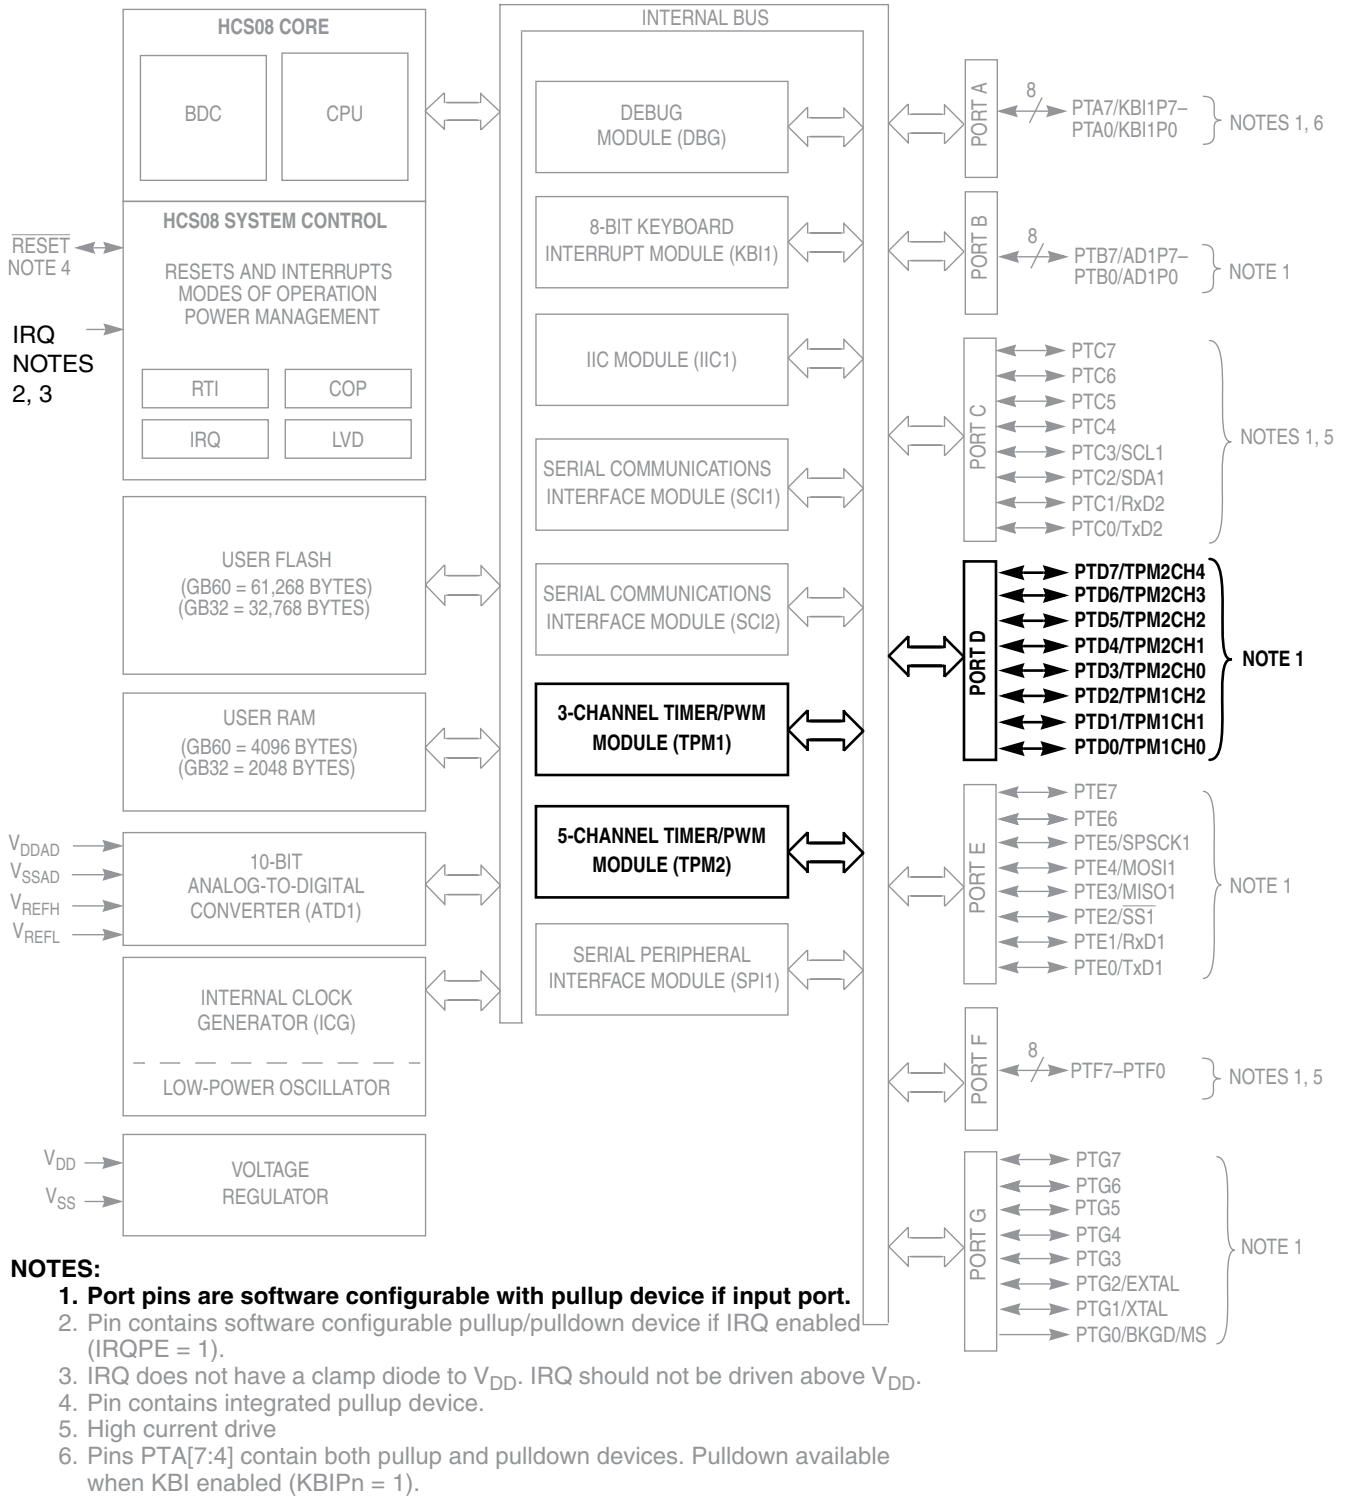 HCS08 CORE
BDC
CPU
HCS08 SYSTEM CONTROL
RESETS AND INTERRUPTS
MODES OF OPERATION
POWER MANAGEMENT
RTI
COP
IRQ
LVD
RESET
NOTE 4
IRQ
NOTES
2, 3
USER FLASH
(GB60 = 61,268 BYTES)
(GB32 = 32,768 BYTES)
USER RAM
(GB60 = 4096 BYTES)
(GB32 = 2048 BYTES)
VDDAD
VSSAD
VREFH
VREFL
10-BIT
ANALOG-TO-DIGITAL
CONVERTER (ATD1)
INTERNAL CLOCK
GENERATOR (ICG)
LOW-POWER OSCILLATOR
VDD
VSS
VOLTAGE
REGULATOR
INTERNAL BUS
DEBUG
MODULE (DBG)
8-BIT KEYBOARD
INTERRUPT MODULE (KBI1)
IIC MODULE (IIC1)
SERIAL COMMUNICATIONS
INTERFACE MODULE (SCI1)
SERIAL COMMUNICATIONS
INTERFACE MODULE (SCI2)
3-CHANNEL TIMER/PWM
MODULE (TPM1)
5-CHANNEL TIMER/PWM
MODULE (TPM2)
SERIAL PERIPHERAL
INTERFACE MODULE (SPI1)
PORT A
8
PTA7/KBI1P7–
PTA0/KBI1P0
NOTES 1, 6
PORT B
8
PTB7/AD1P7–
PTB0/AD1P0
NOTE 1
PORT C
PTC7
PTC6
PTC5
PTC4
PTC3/SCL1
PTC2/SDA1
PTC1/RxD2
PTC0/TxD2
NOTES 1, 5
PORT D
PTD7/TPM2CH4
PTD6/TPM2CH3
PTD5/TPM2CH2
PTD4/TPM2CH1
PTD3/TPM2CH0
PTD2/TPM1CH2
PTD1/TPM1CH1
PTD0/TPM1CH0
NOTE 1
PORT E
PTE7
PTE6
PTE5/SPSCK1
PTE4/MOSI1
PTE3/MISO1
PTE2/SS1
PTE1/RxD1
PTE0/TxD1
NOTE 1
PORT F
8
PTF7–PTF0
NOTES 1, 5
PORT G
PTG7
PTG6
PTG5
PTG4
PTG3
PTG2/EXTAL
PTG1/XTAL
PTG0/BKGD/MS
NOTE 1
NOTES:
1. Port pins are software configurable with pullup device if input port.
2. Pin contains software configurable pullup/pulldown device if IRQ enabled
(IRQPE = 1).
3. IRQ does not have a clamp diode to VDD. IRQ should not be driven above VDD.
4. Pin contains integrated pullup device.
5. High current drive
6. Pins PTA[7:4] contain both pullup and pulldown devices. Pulldown available
when KBI enabled (KBIPn = 1).